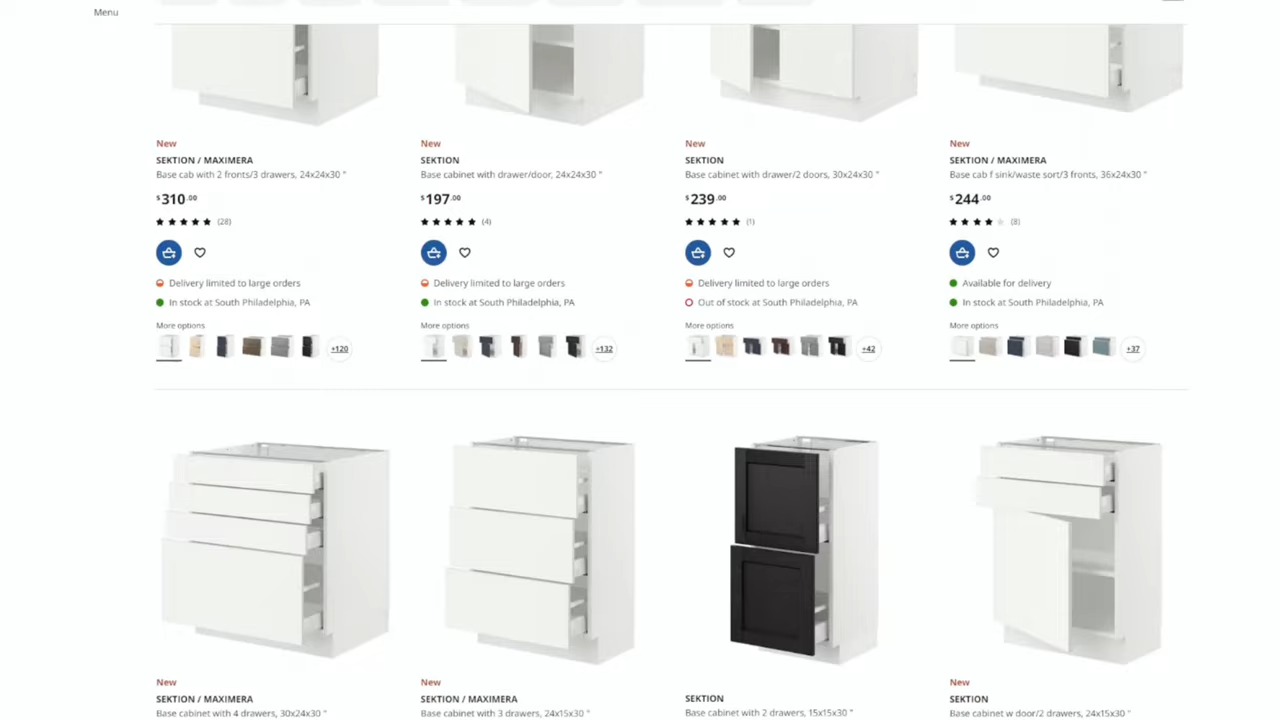 Menu
New
SEKTION / MAXIMERA
Base cab with 2 fronts/3 drawers, 24x24x30 "
$310.00
(28)
Delivery limited to large orders
In stock at South Philadelphia, PA
More options
+120
New
SEKTION
Base cabinet with drawer/door, 24x24x30 "
$197.00
(4)
Delivery limited to large orders
In stock at South Philadelphia, PA
More options
+132
New
SEKTION
Base cabinet with drawer/2 doors, 30x24x30 "
$239.00
(1)
Delivery limited to large orders
Out of stock at South Philadelphia, PA
More options
+42
New
SEKTION / MAXIMERA
Base cab f sink/waste sort/3 fronts, 36x24x30 "
$244.00
(8)
Available for delivery
In stock at South Philadelphia, PA
More options
+37
New
SEKTION / MAXIMERA
Base cabinet with 4 drawers, 30x24x30 "
New
SEKTION / MAXIMERA
Base cabinet with 3 drawers, 24x15x30 "
SEKTION
Base cabinet with 2 drawers, 15x15x30 "
New
SEKTION
Base cabinet w door/2 drawers, 24x15x30 "